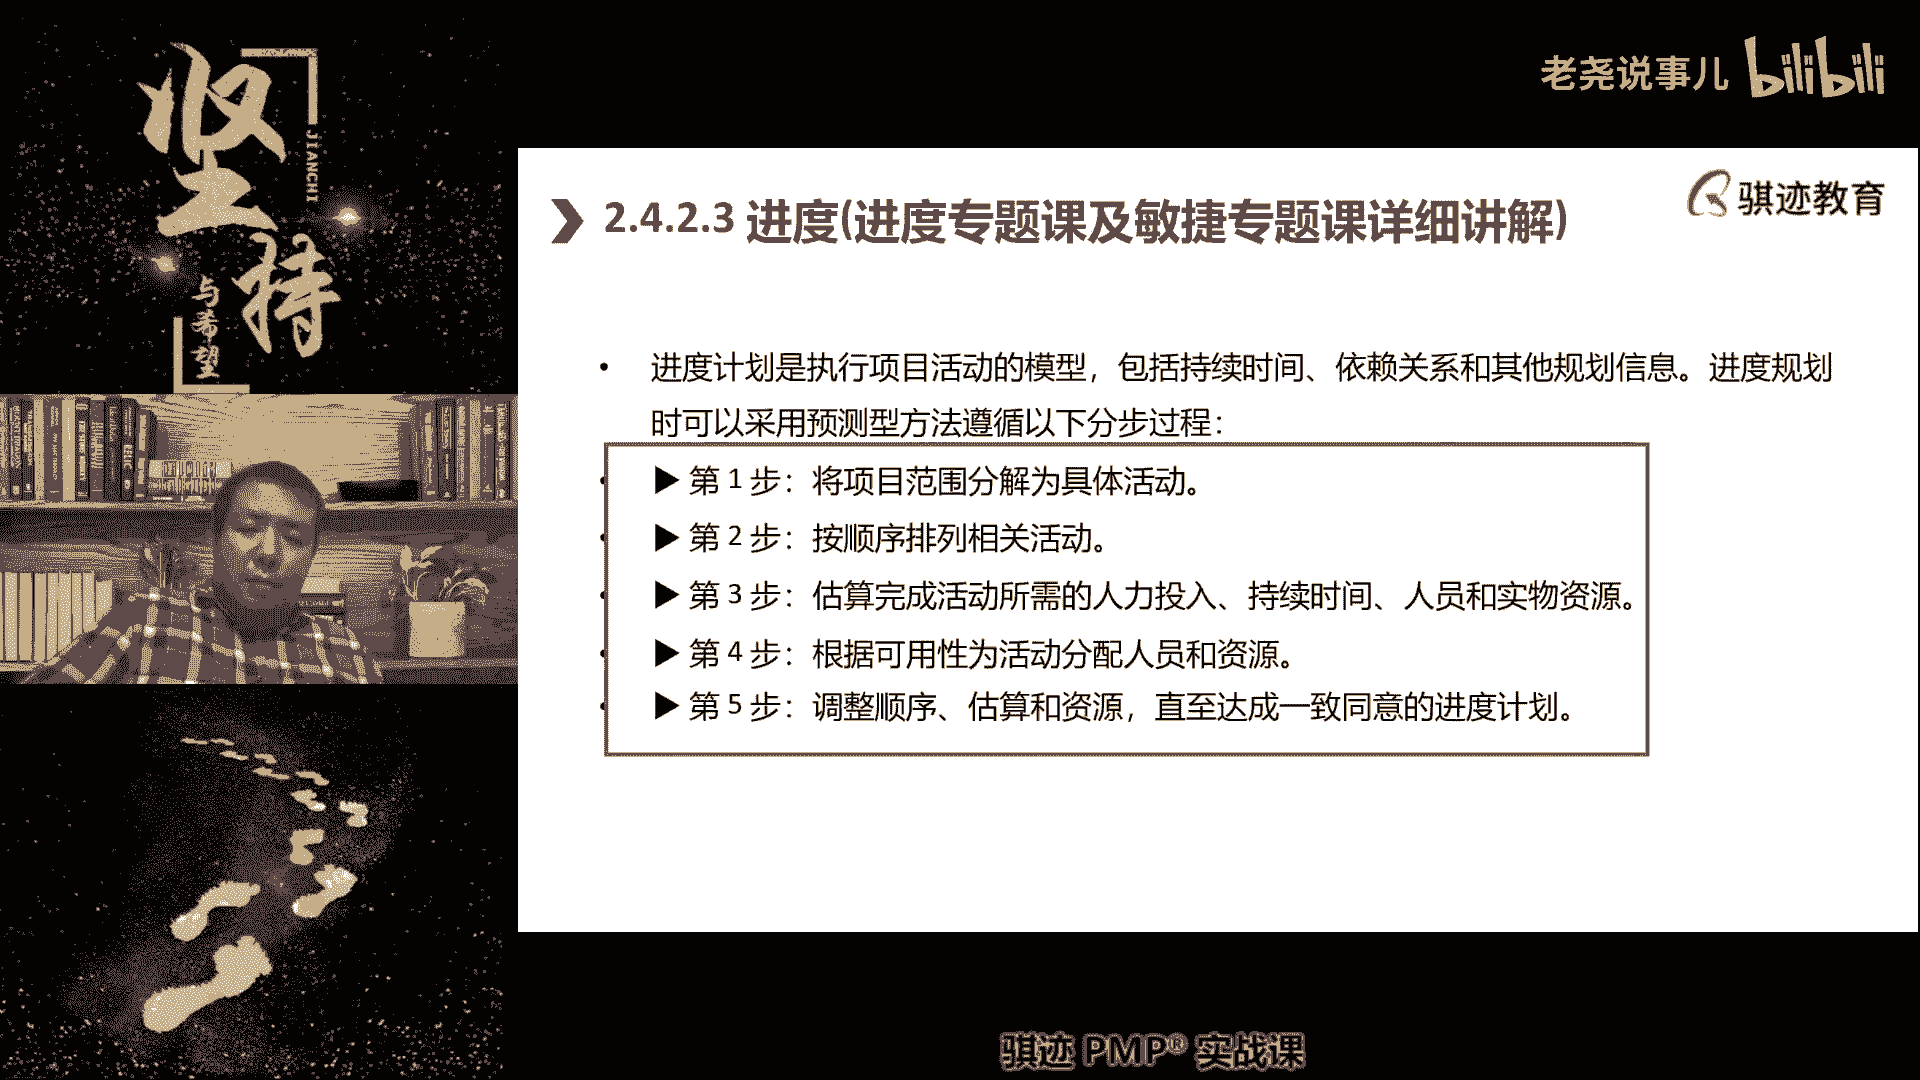 坚持
JIANCHI
与希望
老尧说事儿 bilibili
骐迹教育
2.4.2.3 进度(进度专题课及敏捷专题课详细讲解)
• 进度计划是执行项目活动的模型，包括持续时间、依赖关系和其他规划信息。进度规划
时可以采用预测型方法遵循以下分步过程：
▶ 第 1 步：将项目范围分解为具体活动。
▶ 第 2 步：按顺序排列相关活动。
▶ 第 3 步：估算完成活动所需的人力投入、持续时间、人员和实物资源。
▶ 第 4 步：根据可用性为活动分配人员和资源。
▶ 第 5 步：调整顺序、估算和资源，直至达成一致同意的进度计划。
骐迹 PMP® 实战课